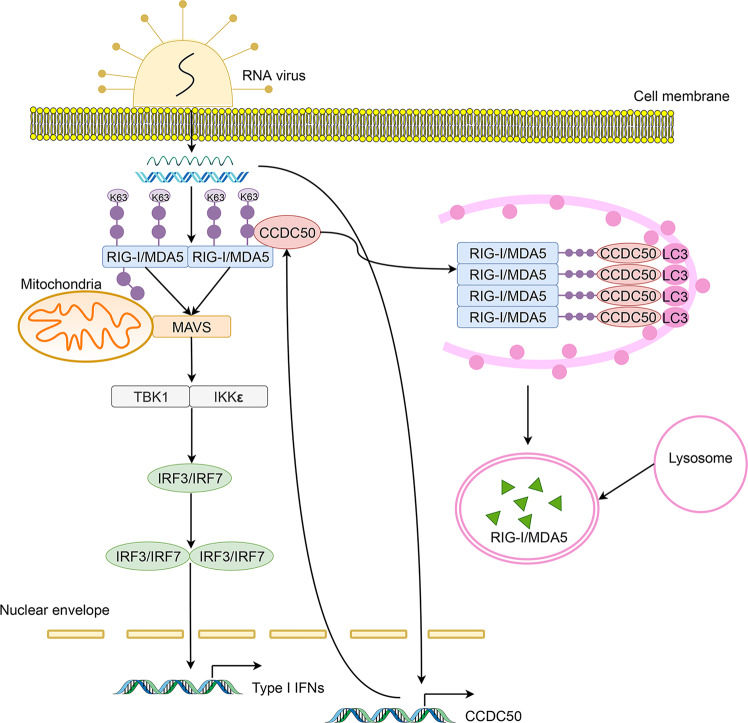 RNA virus
Cell membrane
K63 K63 K63 K63
CCDC50
RIG-I/MDA5 RIG-I/MDA5
RIG-I/MDA5 CCDC50 LC3
RIG-I/MDA5 CCDC50 LC3
RIG-I/MDA5 CCDC50 LC3
RIG-I/MDA5 CCDC50 LC3
Mitochondria
MAVS
TBK1 IKKε
Lysosome
IRF3/IRF7
RIG-I/MDA5
IRF3/IRF7 IRF3/IRF7
Nuclear envelope
Type I IFNs
CCDC50